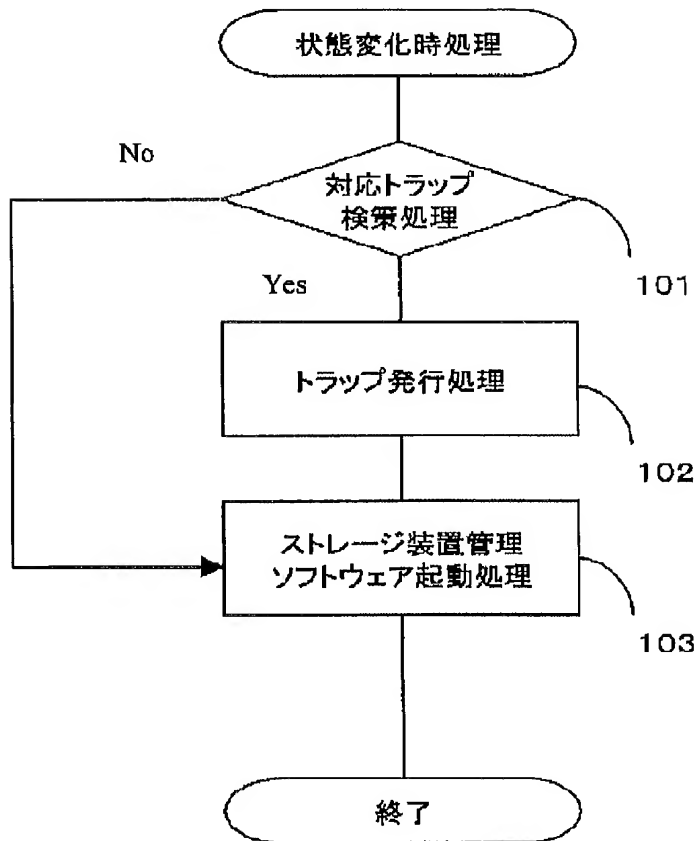 状態変化時処理
No
対応トラップ
検策処理
101
Yes
トラップ発行処理
102
ストレージ装置管理
ソフトウェア起動処理
103
終了